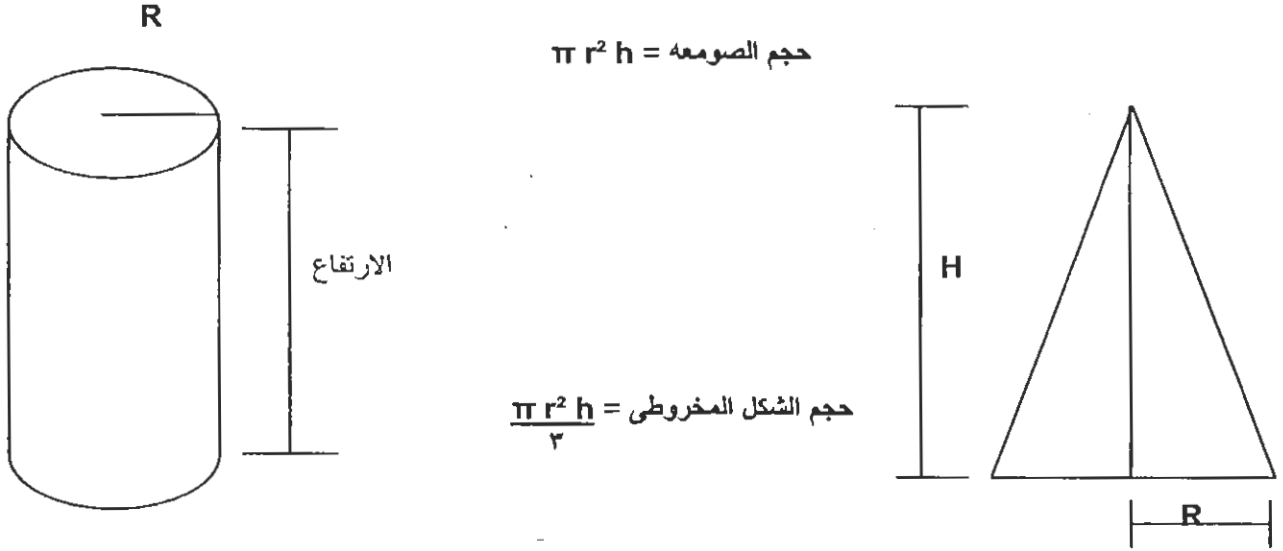 R
حجم الصومعه = π r² h
الارتفاع
H
حجم الشكل المخروطى = π r² h
٣
R